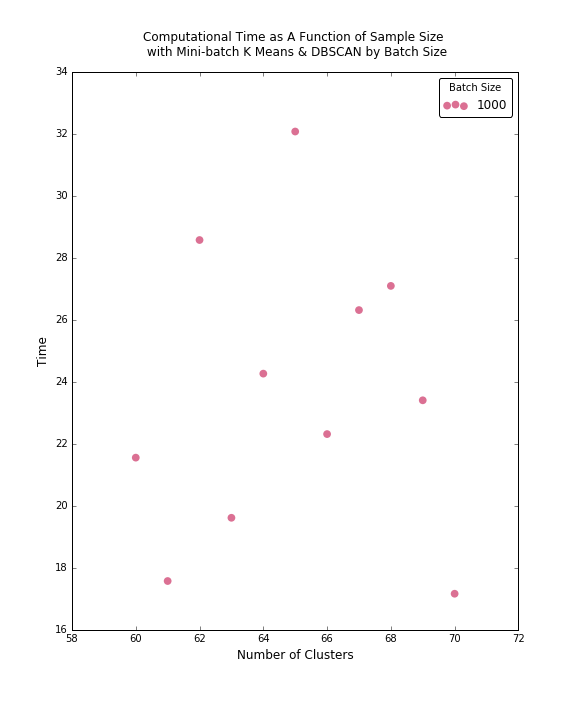 Computational Time as A Function of Sample Size
with Mini-batch K Means & DBSCAN by Batch Size
34
32
30
28
26
24
22
20
18
16
Time
Batch Size
1000
58 60 62 64 66 68 70 72
Number of Clusters